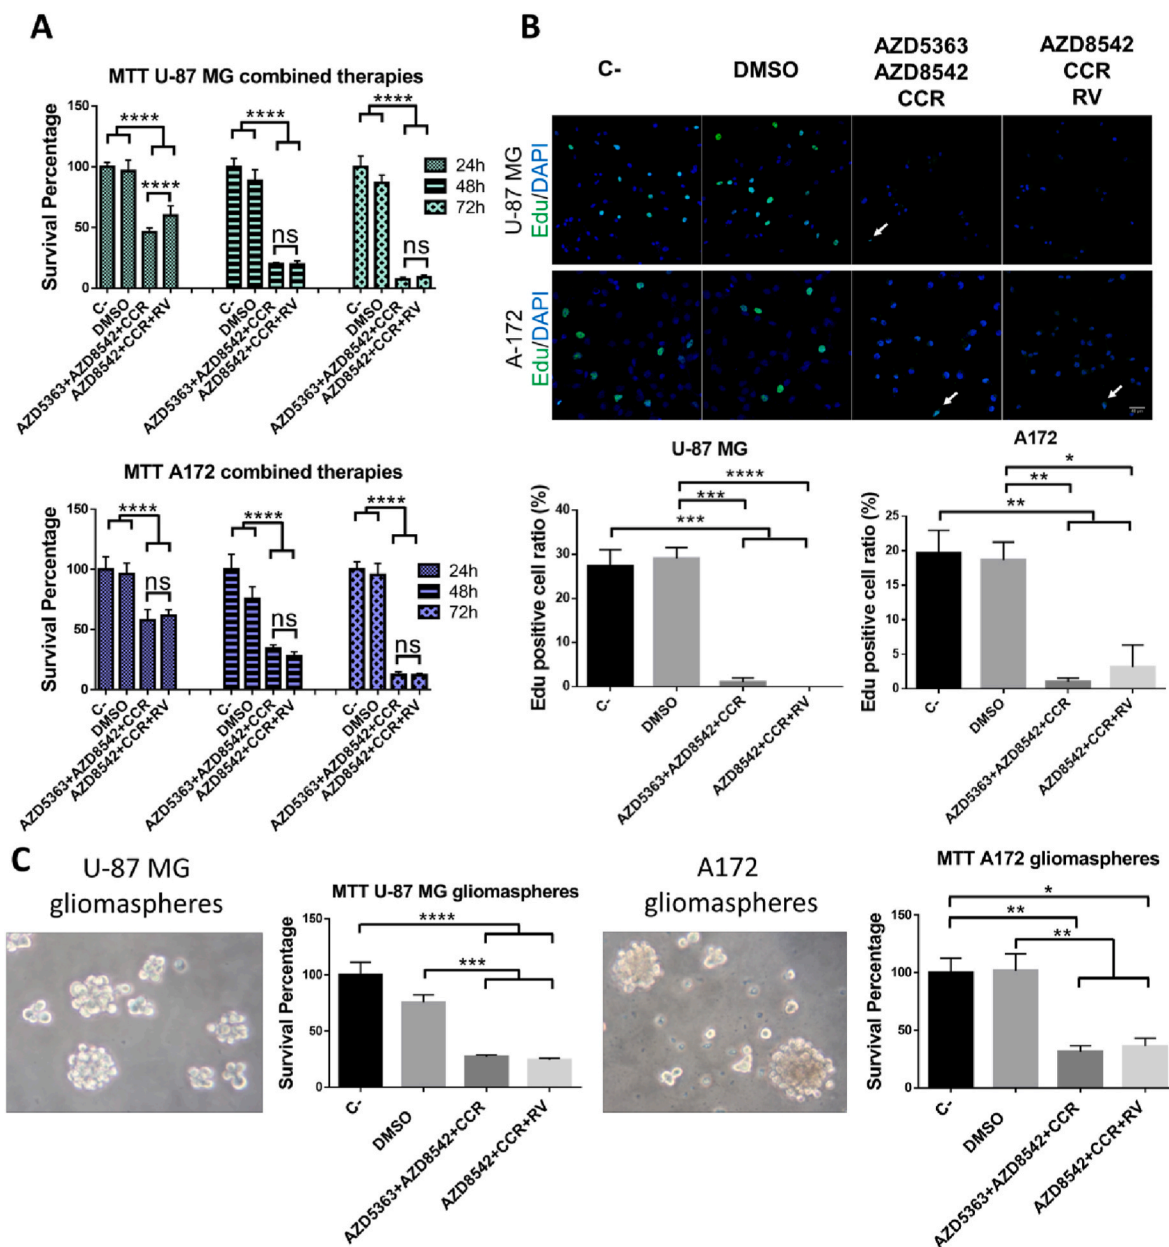 A
MTT U-87 MG combined therapies
Survival Percentage
150
100
50
0
****
****
****
****
ns
ns
24h
48h
72h
C-
DMSO
AZD5363+AZD8542+CCR
AZD8542+CCR+RV
C-
DMSO
AZD5363+AZD8542+CCR
AZD8542+CCR+RV
C-
DMSO
AZD5363+AZD8542+CCR
AZD8542+CCR+RV
MTT A172 combined therapies
Survival Percentage
150
100
50
0
****
****
****
ns
ns
ns
24h
48h
72h
C-
DMSO
AZD5363+AZD8542+CCR
AZD8542+CCR+RV
C-
DMSO
AZD5363+AZD8542+CCR
AZD8542+CCR+RV
C-
DMSO
AZD5363+AZD8542+CCR
AZD8542+CCR+RV
B
C-
DMSO
AZD5363
AZD8542
CCR
AZD8542
CCR
RV
U-87 MG
Edu/DAPI
A-172
Edu/DAPI
U-87 MG
Edu positive cell ratio (%)
40
30
20
10
0
****
***
***
C-
DMSO
AZD5363+AZD8542+CCR
AZD8542+CCR+RV
A172
Edu positive cell ratio (%)
25
20
15
10
5
0
*
**
**
C-
DMSO
AZD5363+AZD8542+CCR
AZD8542+CCR+RV
C
U-87 MG
gliomaspheres
MTT U-87 MG gliomaspheres
Survival Percentage
150
100
50
0
****
***
C-
DMSO
AZD5363+AZD8542+CCR
AZD8542+CCR+RV
A172
gliomaspheres
MTT A172 gliomaspheres
Survival Percentage
150
100
50
0
*
**
**
C-
DMSO
AZD5363+AZD8542+CCR
AZD8542+CCR+RV